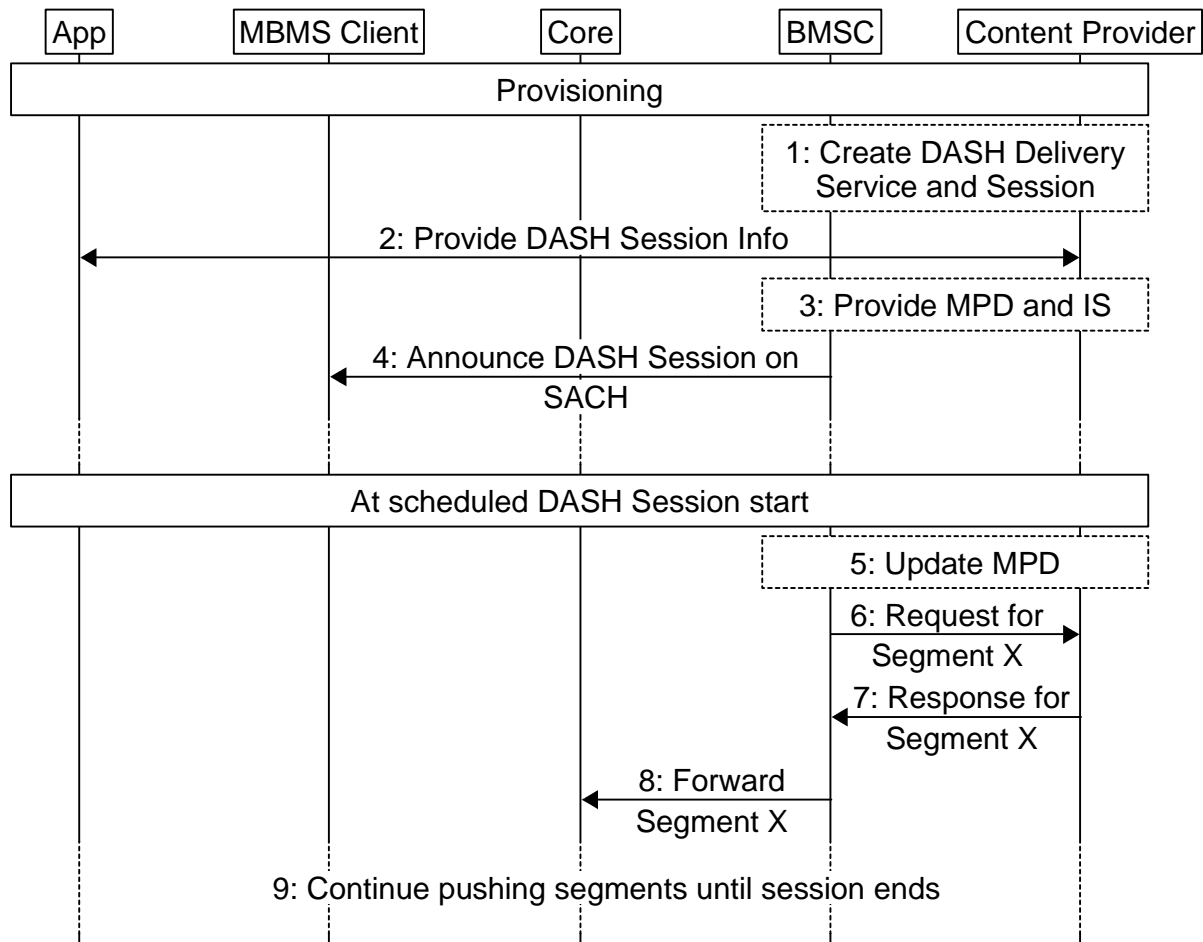 App
MBMS Client
Core
BMSC
Content Provider
Provisioning
1: Create DASH Delivery
Service and Session
2: Provide DASH Session Info
3: Provide MPD and IS
4: Announce DASH Session on
SACH
At scheduled DASH Session start
5: Update MPD
6: Request for
Segment X
7: Response for
Segment X
8: Forward
Segment X
9: Continue pushing segments until session ends